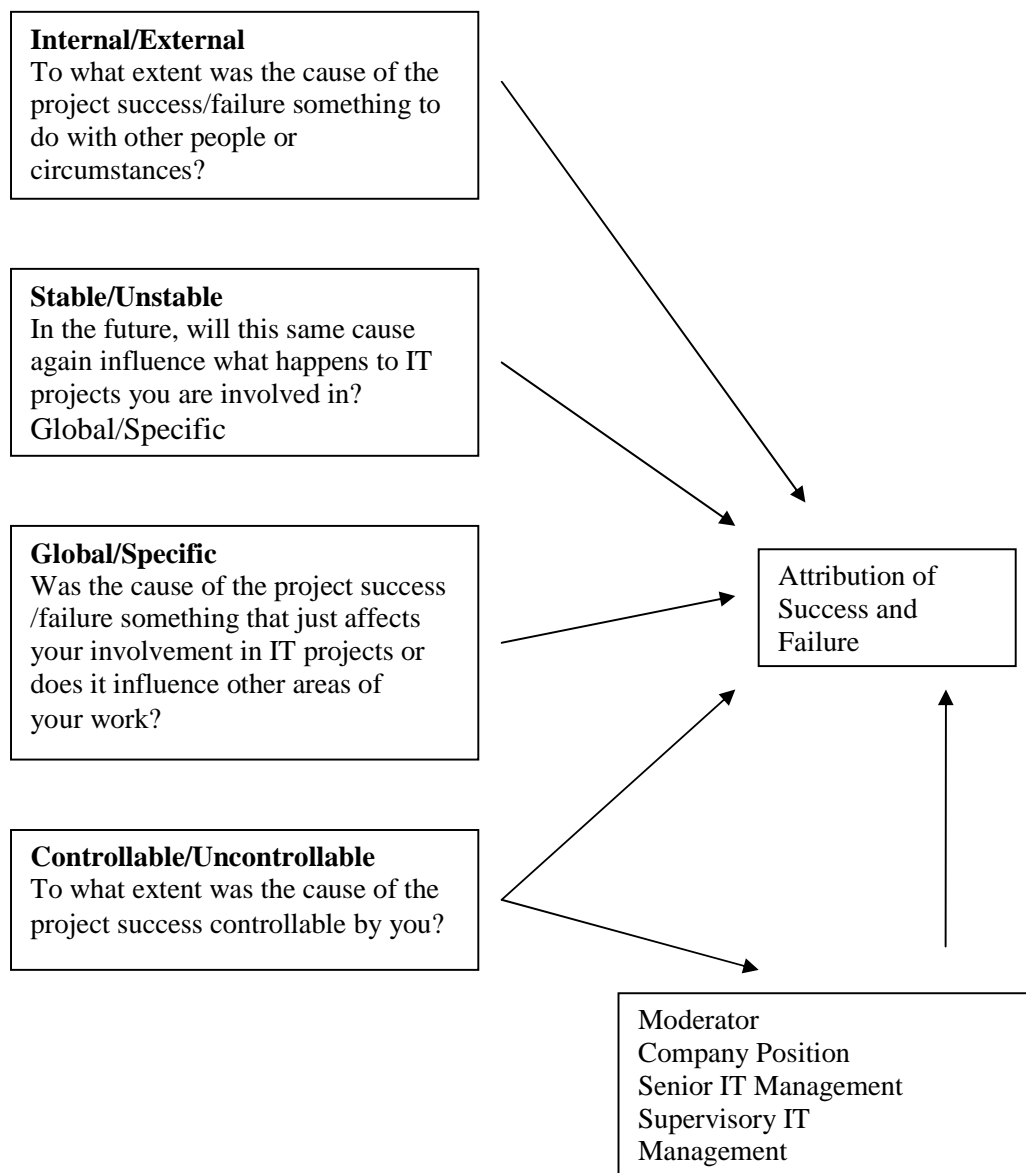 Internal/External
To what extent was the cause of the
project success/failure something to
do with other people or
circumstances?
Stable/Unstable
In the future, will this same cause
again influence what happens to IT
projects you are involved in?
Global/Specific
Global/Specific
Was the cause of the project success
/failure something that just affects
your involvement in IT projects or
does it influence other areas of
your work?
Attribution of
Success and
Failure
Controllable/Uncontrollable
To what extent was the cause of the
project success controllable by you?
Moderator
Company Position
Senior IT Management
Supervisory IT
Management